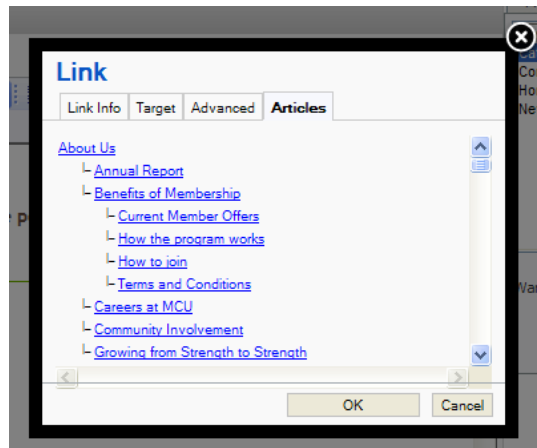 Link
Link Info Target Advanced Articles
About Us
Annual Report
Benefits of Membership
Current Member Offers
How the program works
How to join
Terms and Conditions
Careers at MCU
Community Involvement
Growing from Strength to Strength
OK Cancel